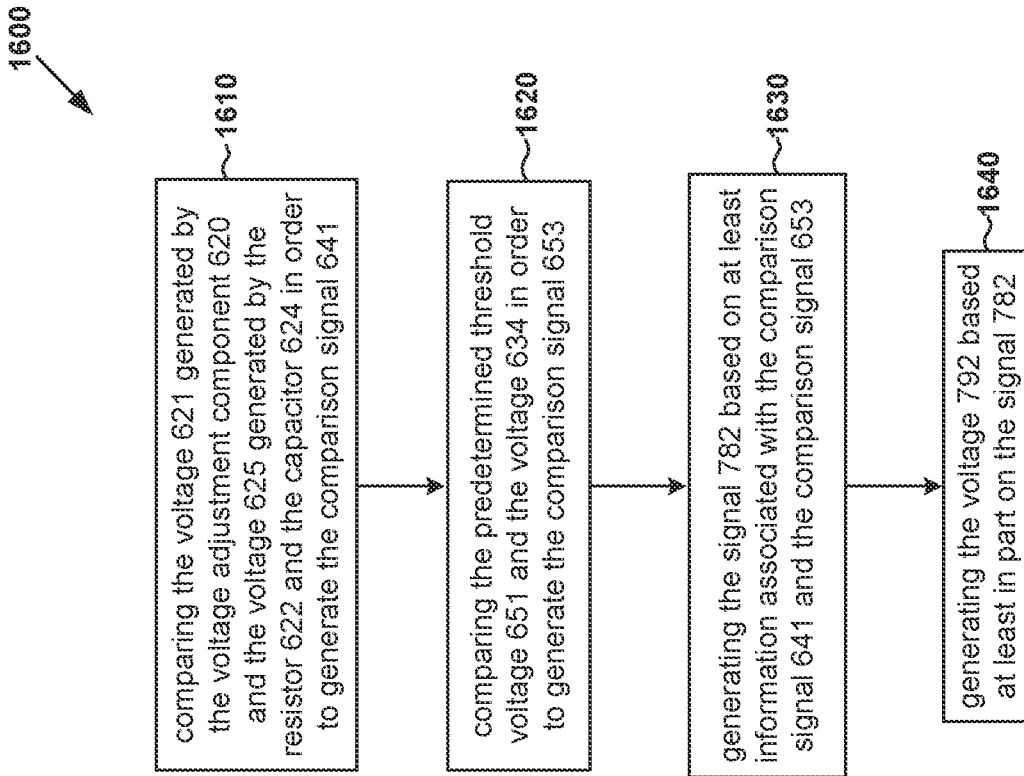 1600
comparing the voltage 621 generated by
the voltage adjustment component 620
and the voltage 625 generated by the
resistor 622 and the capacitor 624 in order
to generate the comparison signal 641
1610
comparing the predetermined threshold
voltage 651 and the voltage 634 in order
to generate the comparison signal 653
1620
generating the signal 782 based on at least
information associated with the comparison
signal 641 and the comparison signal 653
1630
generating the voltage 792 based
at least in part on the signal 782
1640